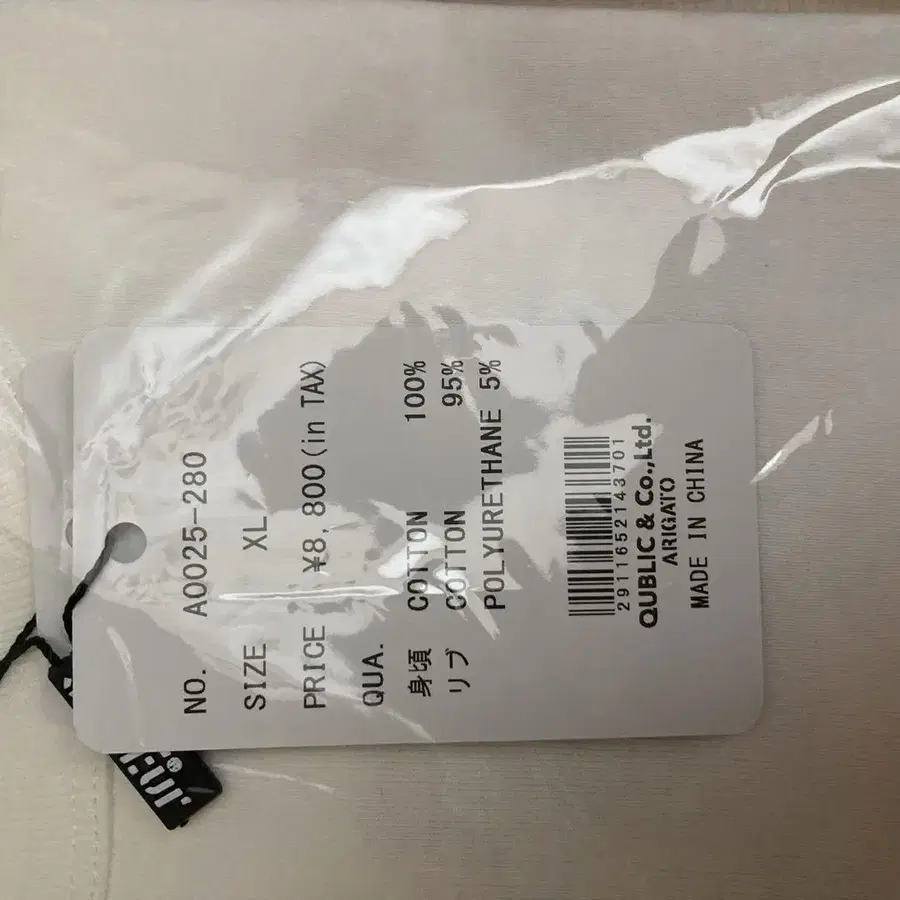 NO. A0025-280
SIZE XL
PRICE ¥8,800(in TAX)
QUA.
身頃 COTTON 100%
リブ COTTON 95%
POLYURETHANE 5%
2911652143701
QUBLIC & Co.,Ltd.
ARIGATO
MADE IN CHINA